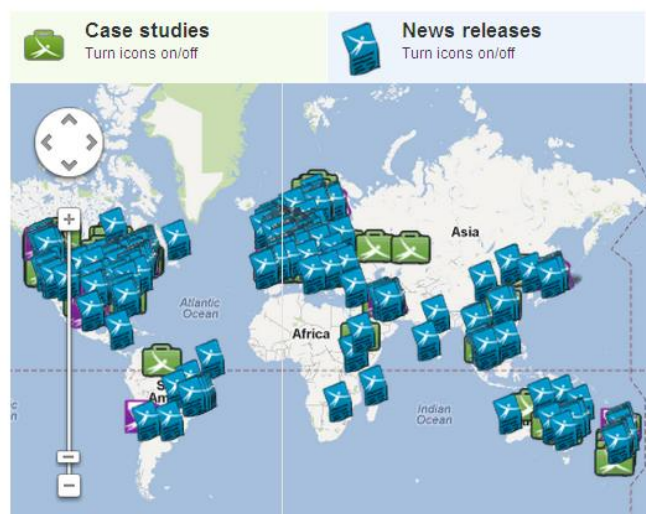 Case studies
Turn icons on/off
News releases
Turn icons on/off
Asia
Atlantic
Ocean
Africa
Indian
Ocean